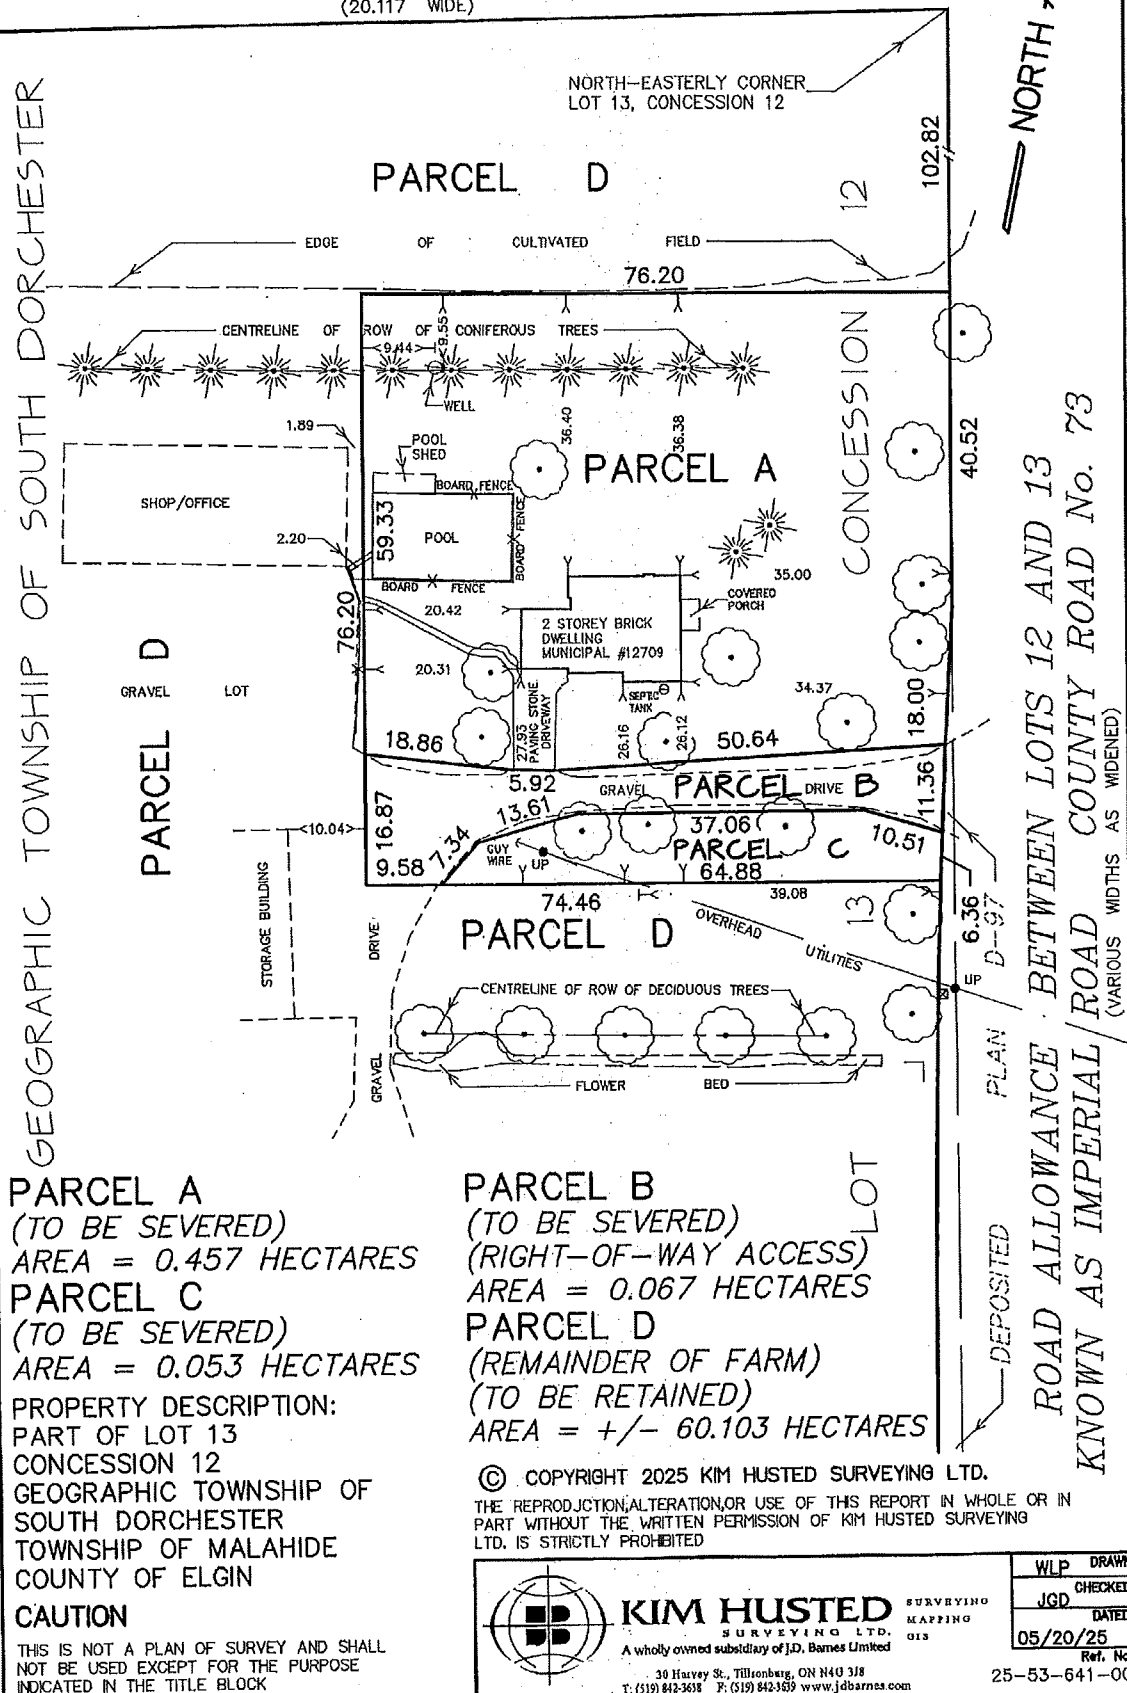 (20.117 WIDE)
NORTH
NORTH-EASTERLY CORNER
LOT 13, CONCESSION 12
102.82
PARCEL D
12
EDGE OF CULTIVATED FIELD
76.20
GEOGRAPHIC TOWNSHIP OF SOUTH DORCHESTER
CENTRELINE OF ROW OF CONIFEROUS TREES
9.44
9.55
WELL
CONCESSION
1.89
POOL
SHED
36.40
36.38
PARCEL A
40.52
SHOP/OFFICE
BOARD FENCE
59.33
POOL
BOARD FENCE
2.20
BOARD FENCE
35.00
COVERED
PORCH
76.20
20.42
2 STOREY BRICK
DWELLING
MUNICIPAL #12709
20.31
PARCEL D
GRAVEL LOT
SEPTIC
TANK
34.37
18.00
27.93
PAVING STONE
DRIVEWAY
26.16
26.12
18.86
50.64
5.92
GRAVEL
PARCEL B
DRIVE
11.36
16.87
13.61
37.06
10.51
<10.04>
7.34
GUY
WIRE
UP
PARCEL C
9.58
64.88
74.46
39.08
6.36
13
STORAGE BUILDING
DRIVE
PARCEL D
OVERHEAD UTILITIES
UP
CENTRELINE OF ROW OF DECIDUOUS TREES
GRAVEL
FLOWER BED
LOT
DEPOSITED PLAN D-97
ROAD ALLOWANCE BETWEEN LOTS 12 AND 13
KNOWN AS IMPERIAL ROAD / COUNTY ROAD No. 73
(VARIOUS WIDTHS AS WIDENED)
PARCEL A
(TO BE SEVERED)
AREA = 0.457 HECTARES
PARCEL C
(TO BE SEVERED)
AREA = 0.053 HECTARES
PARCEL B
(TO BE SEVERED)
(RIGHT-OF-WAY ACCESS)
AREA = 0.067 HECTARES
PARCEL D
(REMAINDER OF FARM)
(TO BE RETAINED)
AREA = +/- 60.103 HECTARES
PROPERTY DESCRIPTION:
PART OF LOT 13
CONCESSION 12
GEOGRAPHIC TOWNSHIP OF
SOUTH DORCHESTER
TOWNSHIP OF MALAHIDE
COUNTY OF ELGIN
CAUTION
THIS IS NOT A PLAN OF SURVEY AND SHALL
NOT BE USED EXCEPT FOR THE PURPOSE
INDICATED IN THE TITLE BLOCK
© COPYRIGHT 2025 KIM HUSTED SURVEYING LTD.
THE REPRODUCTION,ALTERATION,OR USE OF THIS REPORT IN WHOLE OR IN
PART WITHOUT THE WRITTEN PERMISSION OF KIM HUSTED SURVEYING
LTD. IS STRICTLY PROHIBITED
KIM HUSTED
SURVEYING LTD.
A wholly owned subsidiary of J.D. Barnes Limited
SURVEYING
MAPPING
GIS
30 Harvey St., Tillsonburg, ON N4G 3J8
T: (519) 842-3638 F: (519) 842-3639 www.jdbarnes.com
WLP DRAWN
JGD CHECKED
DATED
05/20/25
Ref. No
25-53-641-00